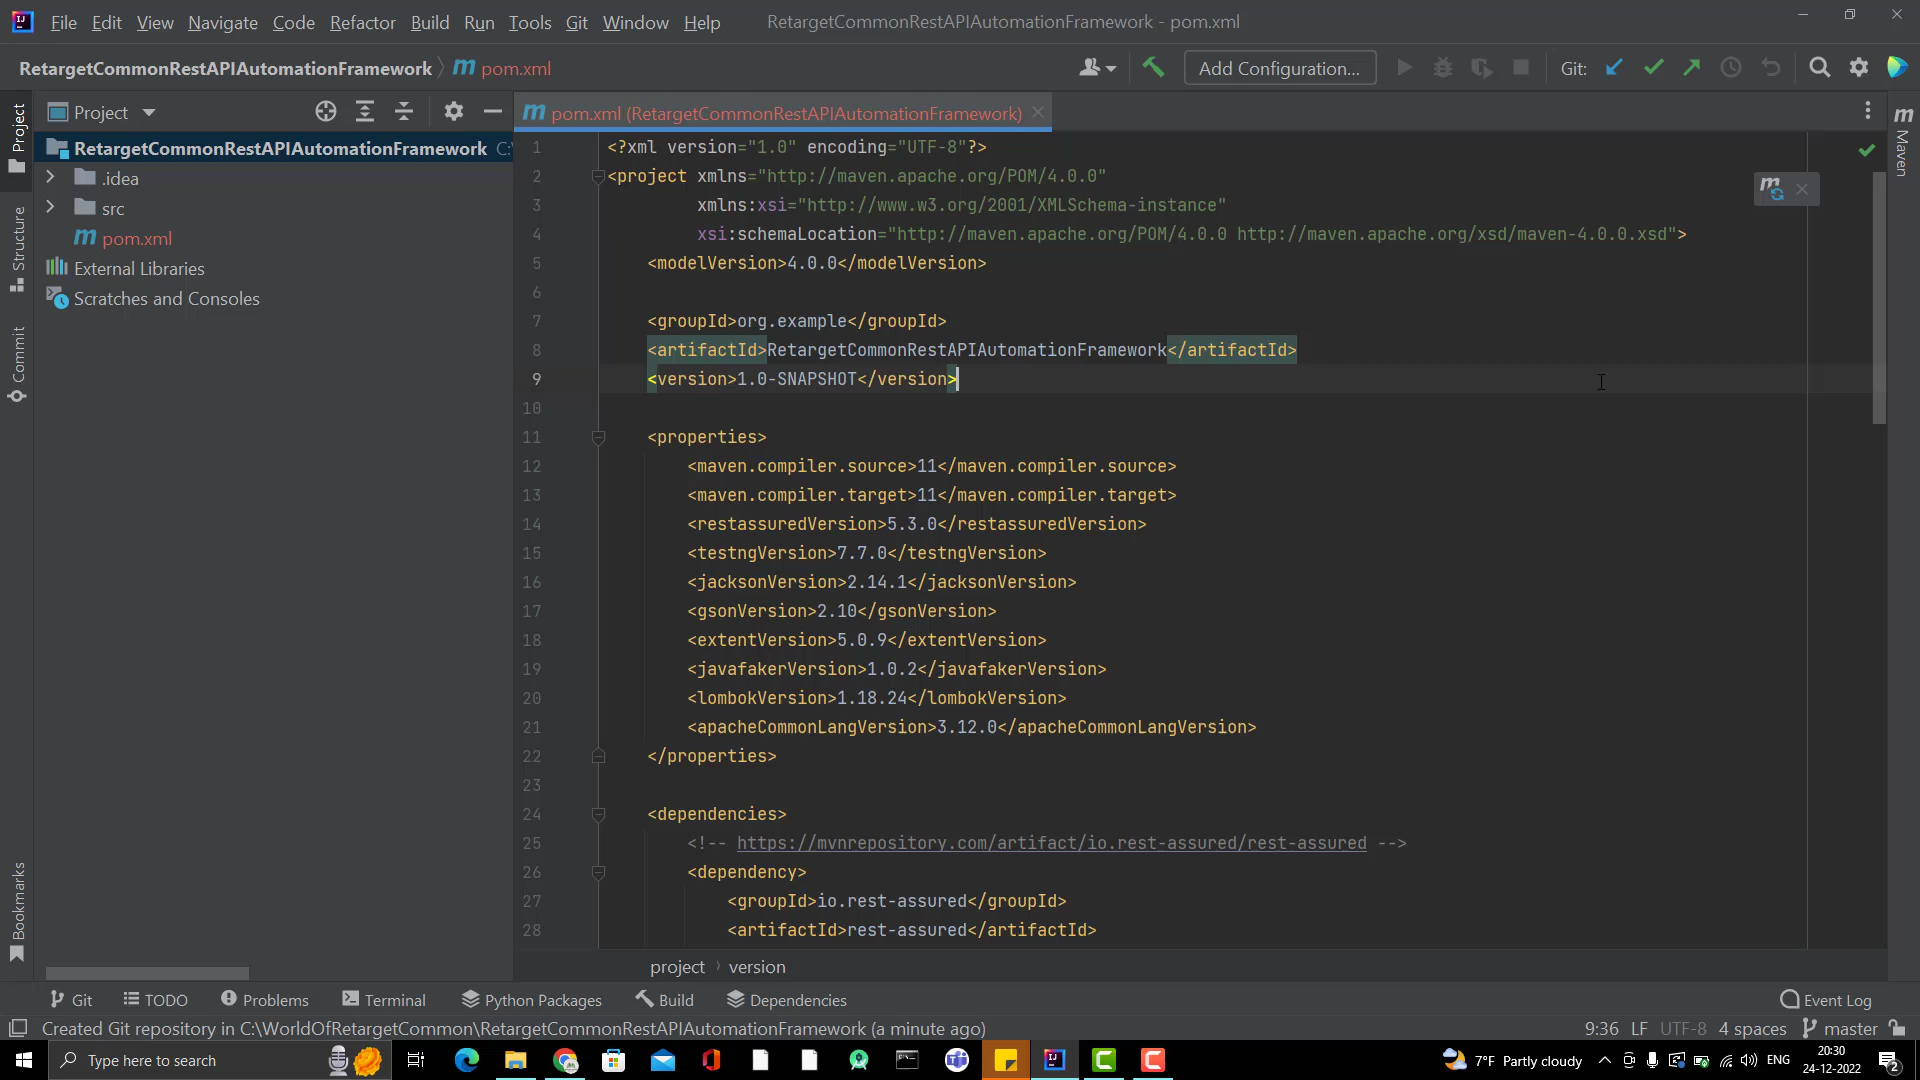 File Edit View Navigate Code Refactor Build Run Tools Git Window Help RetargetCommonRestAPIAutomationFramework - pom.xml
RetargetCommonRestAPIAutomationFramework pom.xml Add Configuration... Git:
Project pom.xml (RetargetCommonRestAPIAutomationFramework)
RetargetCommonRestAPIAutomationFramework
.idea
src
pom.xml
External Libraries
Scratches and Consoles
Project
Structure
Commit
Bookmarks
Maven
1 <?xml version="1.0" encoding="UTF-8"?>
2 <project xmlns="http://maven.apache.org/POM/4.0.0"
3 xmlns:xsi="http://www.w3.org/2001/XMLSchema-instance"
4 xsi:schemaLocation="http://maven.apache.org/POM/4.0.0 http://maven.apache.org/xsd/maven-4.0.0.xsd">
5 <modelVersion>4.0.0</modelVersion>
6
7 <groupId>org.example</groupId>
8 <artifactId>RetargetCommonRestAPIAutomationFramework</artifactId>
9 <version>1.0-SNAPSHOT</version>
10
11 <properties>
12 <maven.compiler.source>11</maven.compiler.source>
13 <maven.compiler.target>11</maven.compiler.target>
14 <restassuredVersion>5.3.0</restassuredVersion>
15 <testngVersion>7.7.0</testngVersion>
16 <jacksonVersion>2.14.1</jacksonVersion>
17 <gsonVersion>2.10</gsonVersion>
18 <extentVersion>5.0.9</extentVersion>
19 <javafakerVersion>1.0.2</javafakerVersion>
20 <lombokVersion>1.18.24</lombokVersion>
21 <apacheCommonLangVersion>3.12.0</apacheCommonLangVersion>
22 </properties>
23
24 <dependencies>
25 <!-- https://mvnrepository.com/artifact/io.rest-assured/rest-assured -->
26 <dependency>
27 <groupId>io.rest-assured</groupId>
28 <artifactId>rest-assured</artifactId>
project version
Git TODO Problems Terminal Python Packages Build Dependencies Event Log
Created Git repository in C:\WorldOfRetargetCommon\RetargetCommonRestAPIAutomationFramework (a minute ago) 9:36 LF UTF-8 4 spaces master
Type here to search 7°F Partly cloudy ENG 20:30
24-12-2022 2